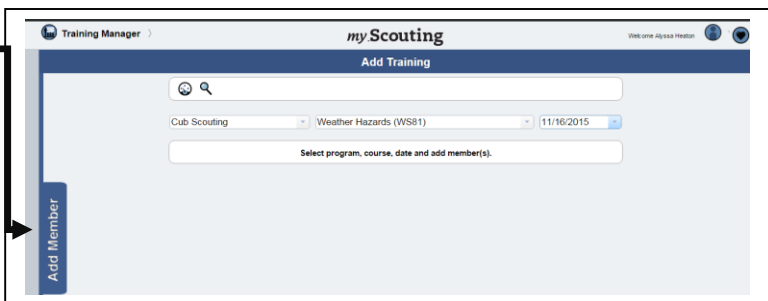 Training Manager
my.Scouting
Welcome Alyssa Heaton
Add Training
Cub Scouting
Weather Hazards (WS81)
11/16/2015
Select program, course, date and add member(s).
Add Member